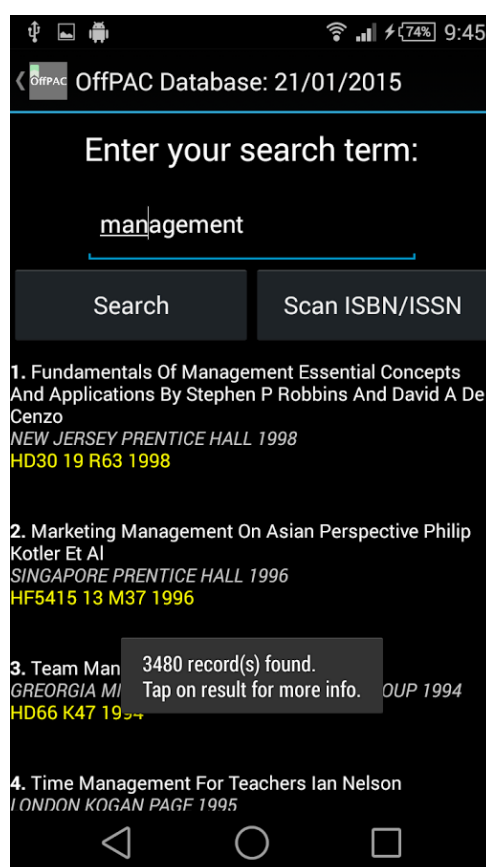 74% 9:45
OffPAC OffPAC Database: 21/01/2015
Enter your search term:
management
Search Scan ISBN/ISSN
1. Fundamentals Of Management Essential Concepts
And Applications By Stephen P Robbins And David A De
Cenzo
NEW JERSEY PRENTICE HALL 1998
HD30 19 R63 1998
2. Marketing Management On Asian Perspective Philip
Kotler Et Al
SINGAPORE PRENTICE HALL 1996
HF5415 13 M37 1996
3. Team Man
GREORGIA MI OUP 1994
HD66 K47 1994
3480 record(s) found.
Tap on result for more info.
4. Time Management For Teachers Ian Nelson
LONDON KOGAN PAGE 1995